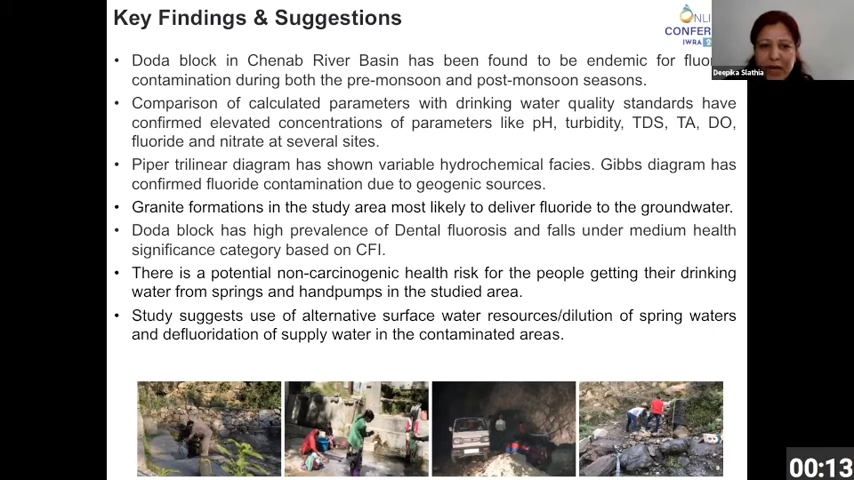 Key Findings & Suggestions
CONFER
IWRA
Deepika Slathia
• Doda block in Chenab River Basin has been found to be endemic for
contamination during both the pre-monsoon and post-monsoon seasons.
• Comparison of calculated parameters with drinking water quality standards have
confirmed elevated concentrations of parameters like pH, turbidity, TDS, TA, DO,
fluoride and nitrate at several sites.
• Piper trilinear diagram has shown variable hydrochemical facies. Gibbs diagram has
confirmed fluoride contamination due to geogenic sources.
• Granite formations in the study area most likely to deliver fluoride to the groundwater.
• Doda block has high prevalence of Dental fluorosis and falls under medium health
significance category based on CFI.
• There is a potential non-carcinogenic health risk for the people getting their drinking
water from springs and handpumps in the studied area.
• Study suggests use of alternative surface water resources/dilution of spring waters
and defluoridation of supply water in the contaminated areas.
00:13